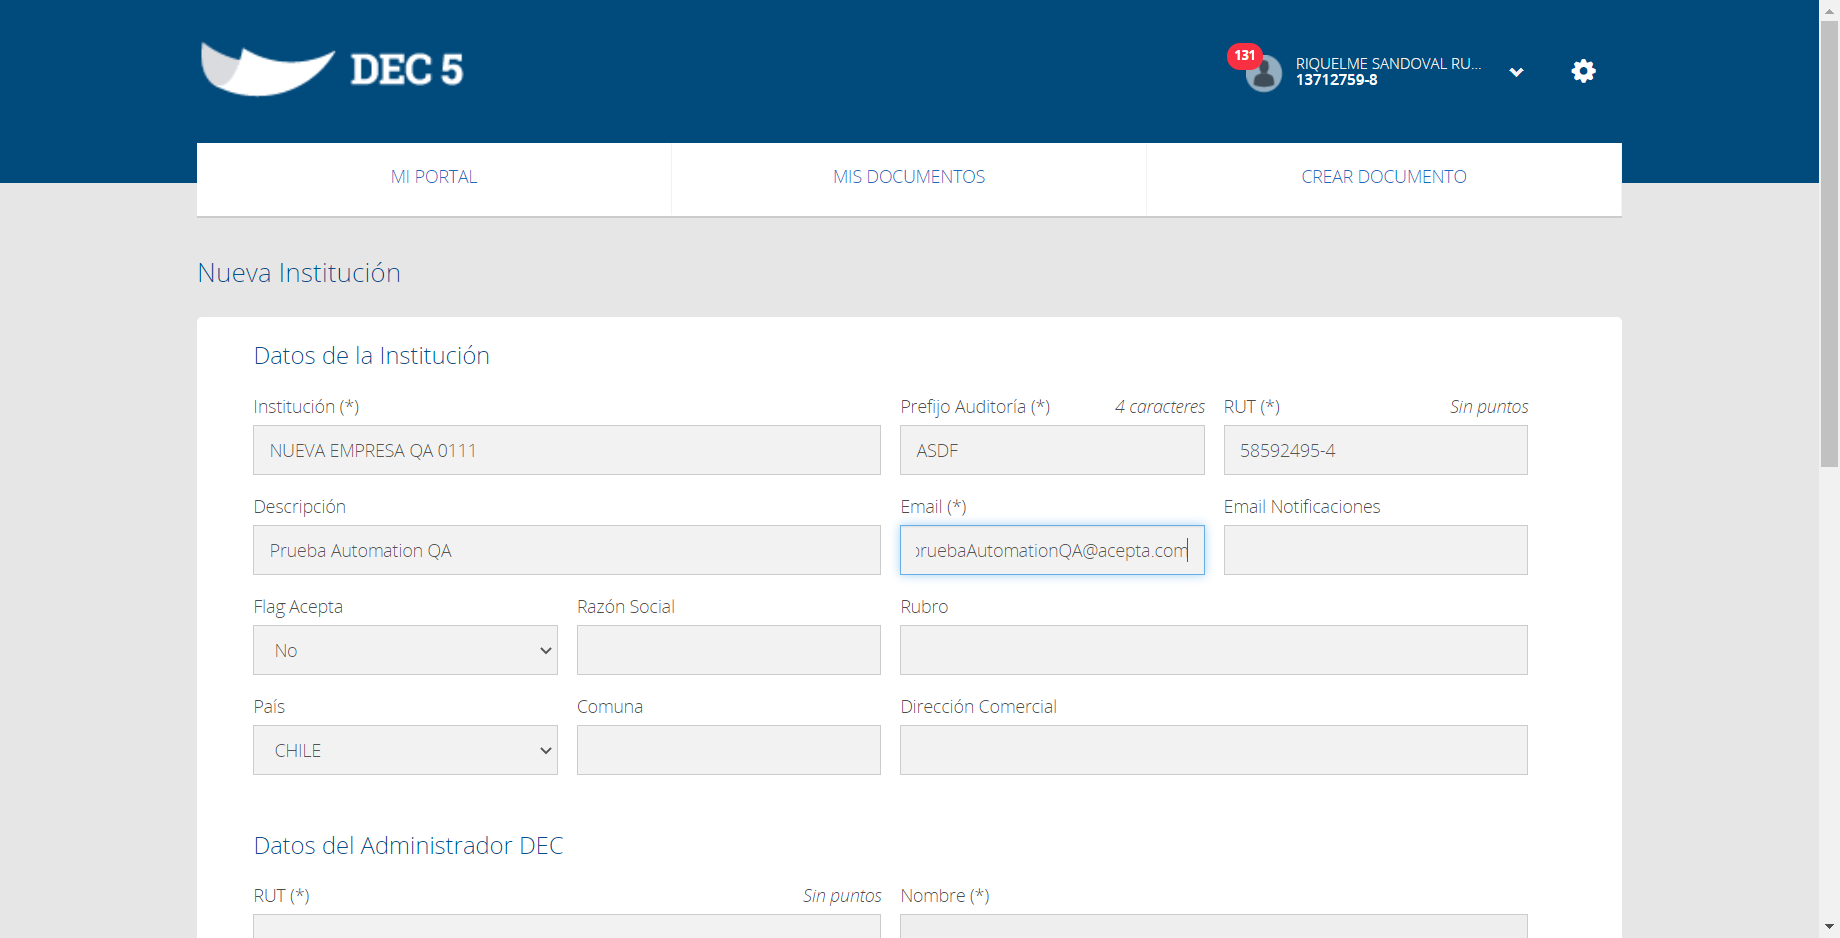 DEC 5
131
RIQUELME SANDOVAL RU...
13712759-8
MI PORTAL
MIS DOCUMENTOS
CREAR DOCUMENTO
Nueva Institución
Datos de la Institución
Institución (*)
Prefijo Auditoría (*)
4 caracteres
RUT (*)
Sin puntos
NUEVA EMPRESA QA 0111
ASDF
58592495-4
Descripción
Email (*)
Email Notificaciones
Prueba Automation QA
pruebaAutomationQA@acepta.com
Flag Acepta
Razón Social
Rubro
No
País
Comuna
Dirección Comercial
CHILE
Datos del Administrador DEC
RUT (*)
Sin puntos
Nombre (*)